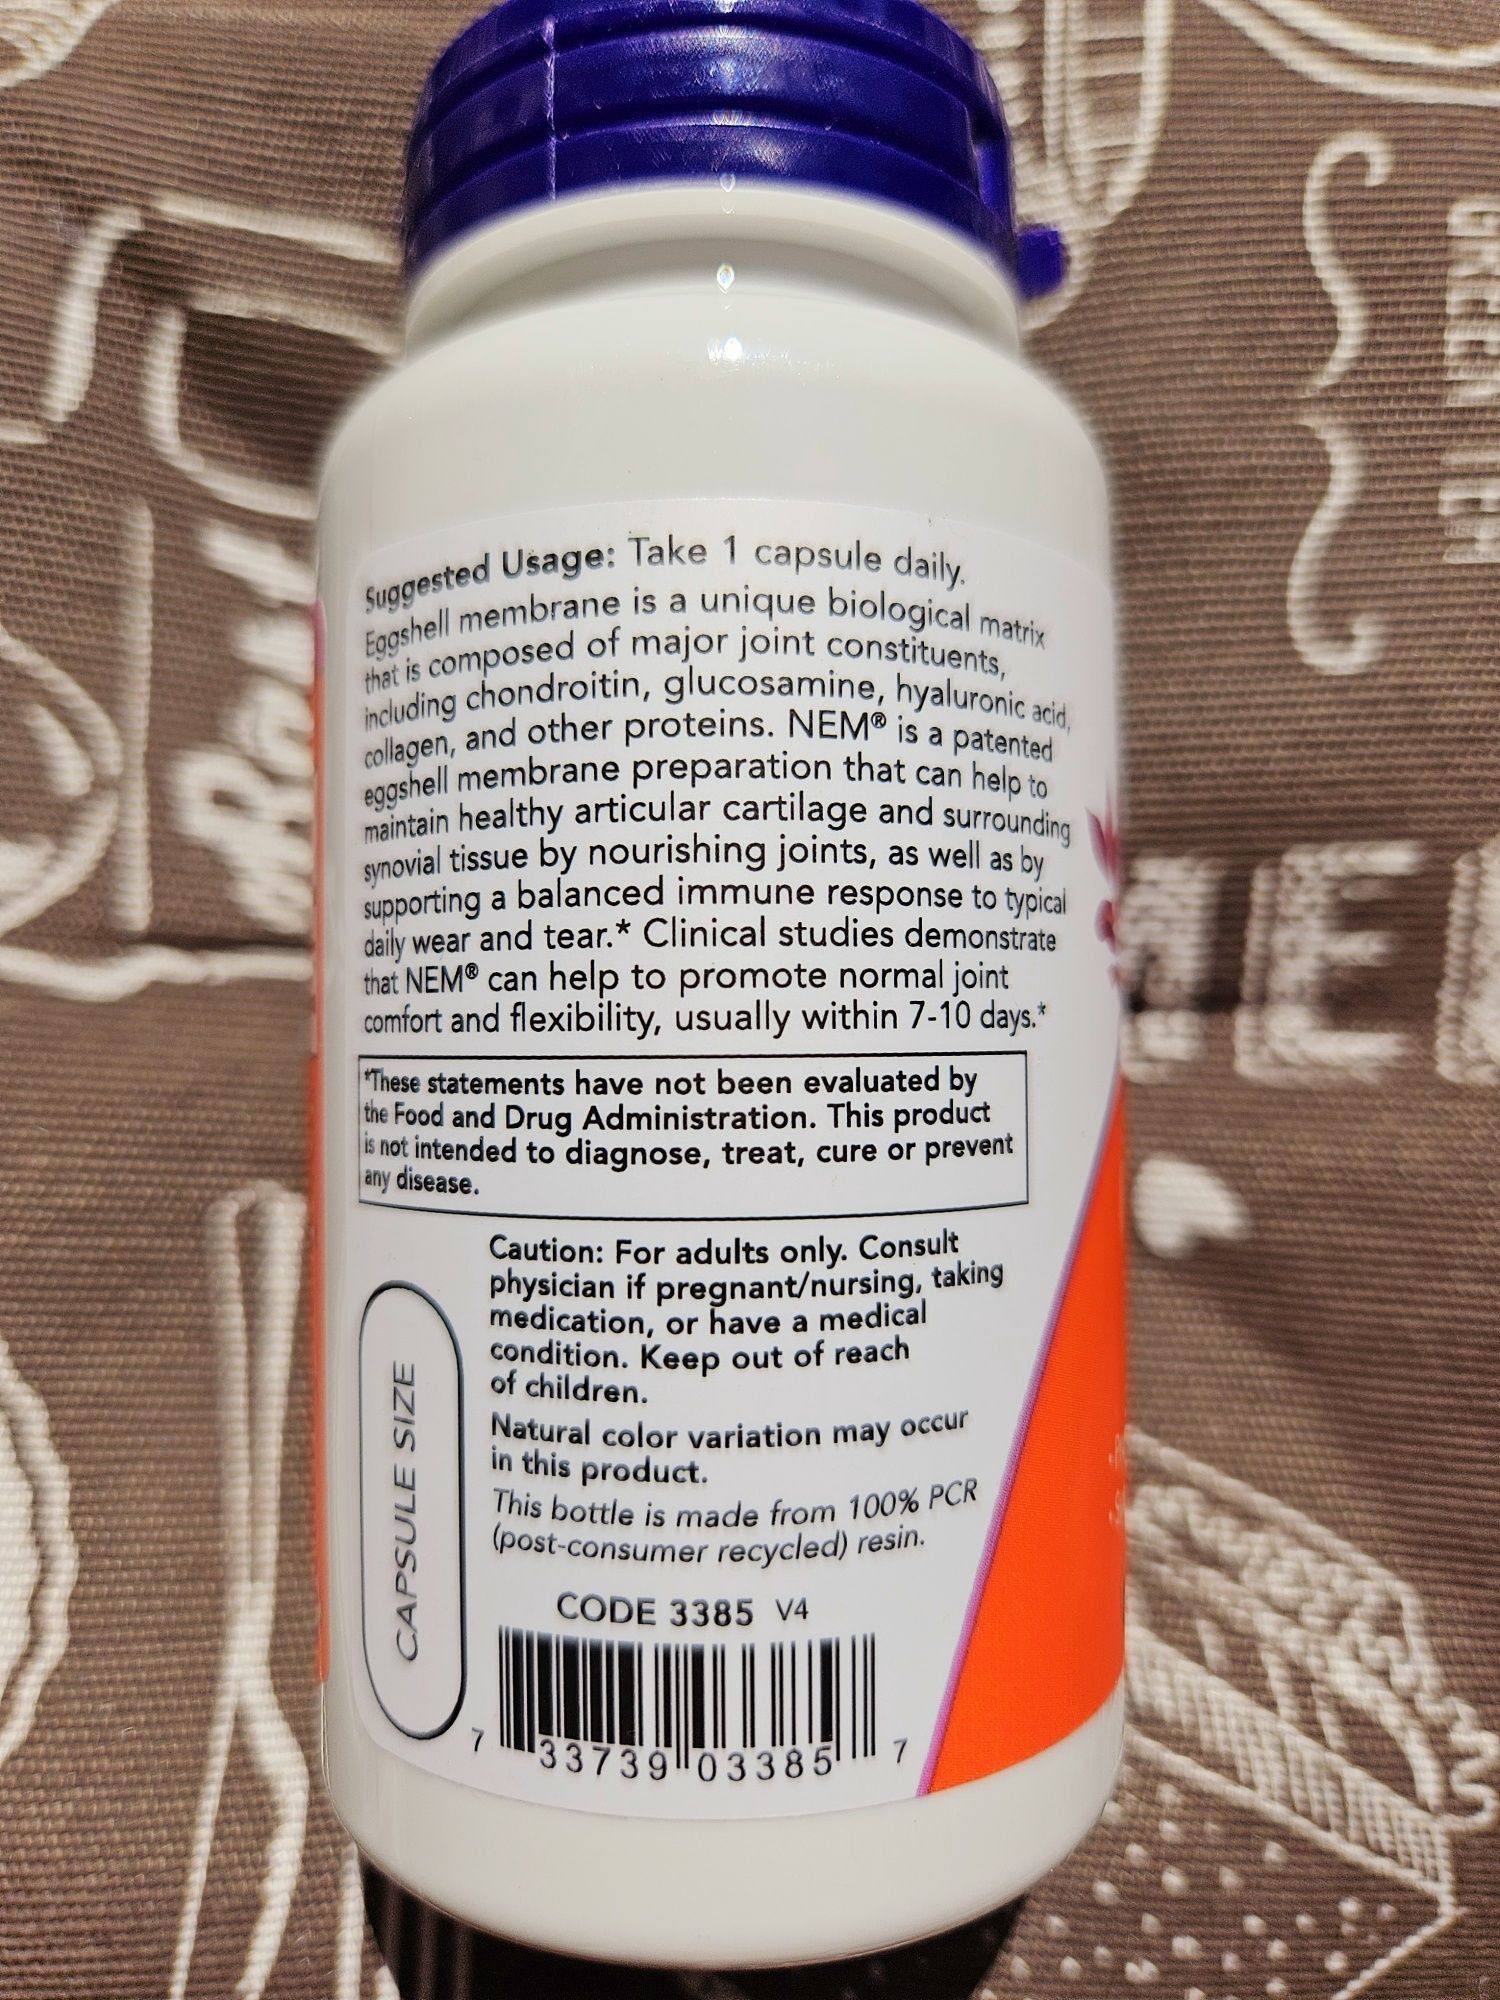 Suggested Usage: Take 1 capsule daily.
Eggshell membrane is a unique biological matrix
that is composed of major joint constituents,
including chondroitin, glucosamine, hyaluronic acid,
collagen, and other proteins. NEM® is a patented
eggshell membrane preparation that can help to
maintain healthy articular cartilage and surrounding
synovial tissue by nourishing joints, as well as by
supporting a balanced immune response to typical
daily wear and tear.* Clinical studies demonstrate
that NEM® can help to promote normal joint
comfort and flexibility, usually within 7-10 days.*
*These statements have not been evaluated by
the Food and Drug Administration. This product
is not intended to diagnose, treat, cure or prevent
any disease.
Caution: For adults only. Consult
physician if pregnant/nursing, taking
medication, or have a medical
condition. Keep out of reach
of children.
Natural color variation may occur
in this product.
This bottle is made from 100% PCR
(post-consumer recycled) resin.
CAPSULE SIZE
CODE 3385 V4
7 33739 03385 7